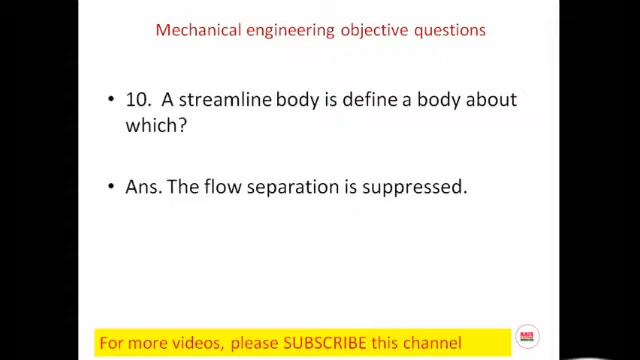 Mechanical engineering objective questions
• 10. A streamline body is define a body about
which?
• Ans. The flow separation is suppressed.
For more videos, please SUBSCRIBE this channel